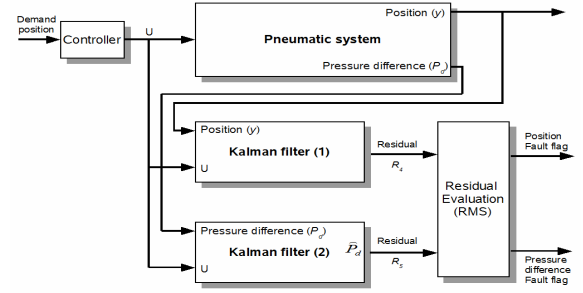 Demand
position
Controller
U
Position (y)
Pneumatic system
Pressure difference (Pd)
Position (y)
Kalman filter (1)
U
Residual
R4
Residual
Evaluation
(RMS)
Position
Fault flag
Pressure difference (Pd)
Kalman filter (2)
P̂d
U
Residual
R5
Pressure
difference
Fault flag